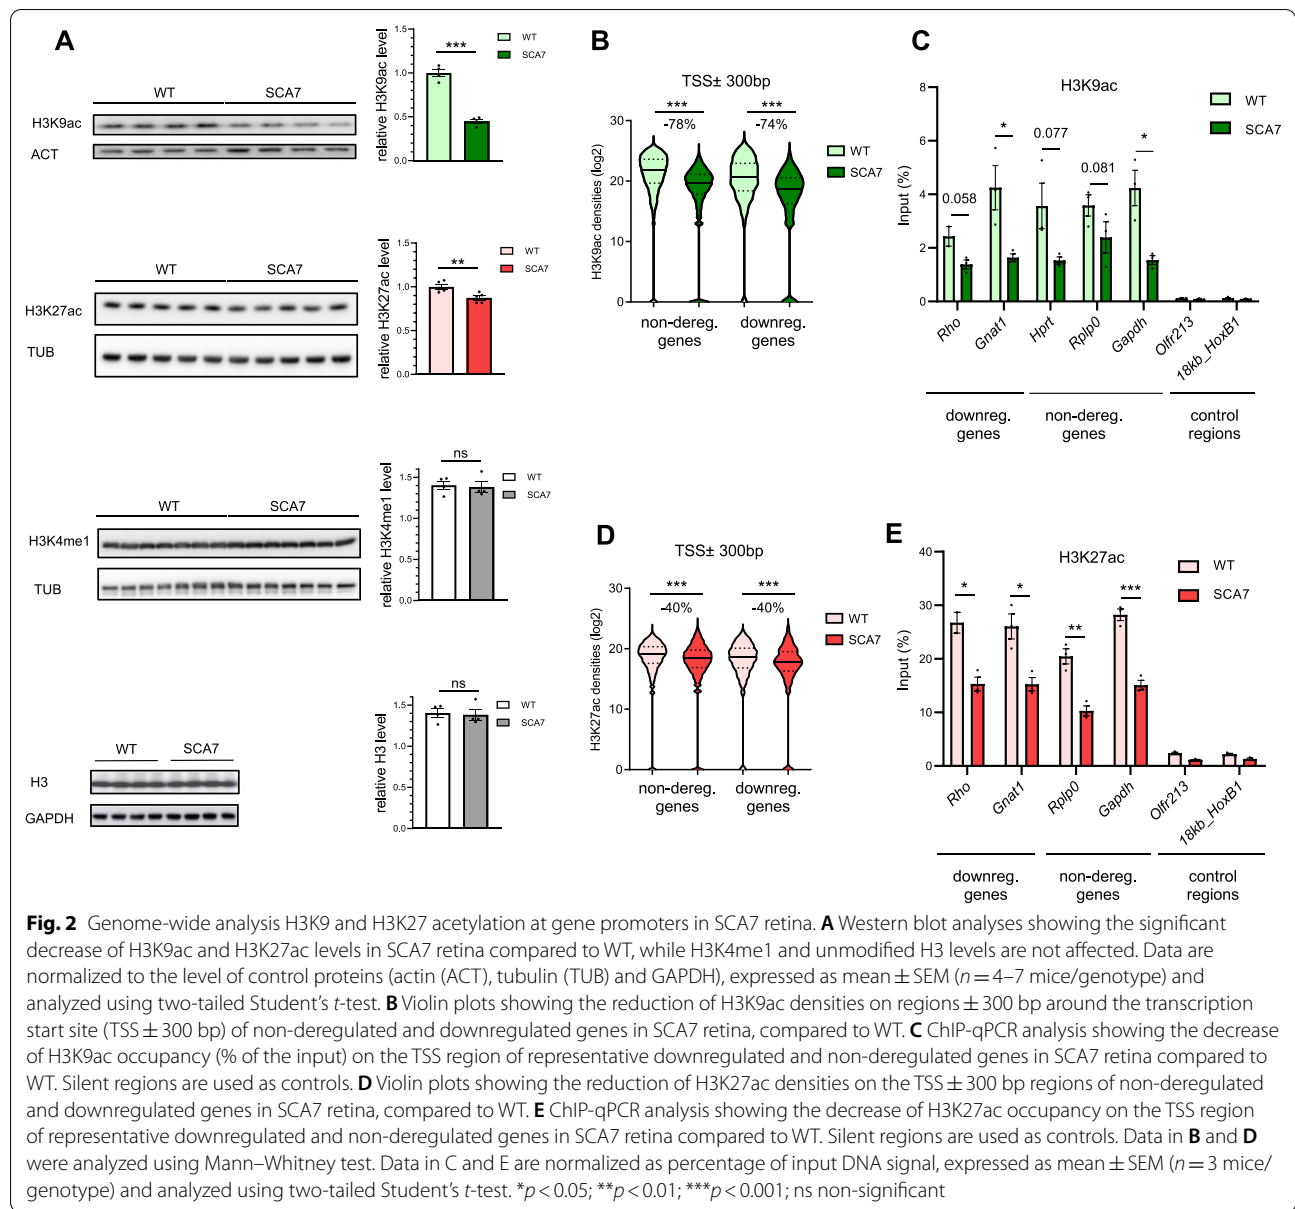 A
WT
SCA7
H3K9ac
ACT
relative H3K9ac level
1.5
1.0
0.5
0.0
***
WT
SCA7
WT
SCA7
H3K27ac
TUB
relative H3K27ac level
1.5
1.0
0.5
0.0
**
WT
SCA7
WT
SCA7
H3K4me1
TUB
relative H3K4me1 level
1.5
1.0
0.5
0.0
ns
WT
SCA7
WT
SCA7
H3
GAPDH
relative H3 level
1.5
1.0
0.5
0.0
ns
WT
SCA7
B
TSS± 300bp
H3K9ac densities (log2)
30
20
10
0
***
-78%
***
-74%
WT
SCA7
non-dereg.
genes
downreg.
genes
C
H3K9ac
Input (%)
8
6
4
2
0
0.058
*
0.077
0.081
*
WT
SCA7
Rho
Gnat1
Hprt
Rplp0
Gapdh
Olfr213
18kb_HoxB1
downreg.
genes
non-dereg.
genes
control
regions
D
TSS± 300bp
H3K27ac densities (log2)
30
20
10
0
***
-40%
***
-40%
WT
SCA7
non-dereg.
genes
downreg.
genes
E
H3K27ac
Input (%)
40
30
20
10
0
*
*
**
***
WT
SCA7
Rho
Gnat1
Rplp0
Gapdh
Olfr213
18kb_HoxB1
downreg.
genes
non-dereg.
genes
control
regions
Fig. 2 Genome-wide analysis H3K9 and H3K27 acetylation at gene promoters in SCA7 retina. A Western blot analyses showing the significant
decrease of H3K9ac and H3K27ac levels in SCA7 retina compared to WT, while H3K4me1 and unmodified H3 levels are not affected. Data are
normalized to the level of control proteins (actin (ACT), tubulin (TUB) and GAPDH), expressed as mean ± SEM (n = 4–7 mice/genotype) and
analyzed using two-tailed Student's t-test. B Violin plots showing the reduction of H3K9ac densities on regions ± 300 bp around the transcription
start site (TSS ± 300 bp) of non-deregulated and downregulated genes in SCA7 retina, compared to WT. C ChIP-qPCR analysis showing the decrease
of H3K9ac occupancy (% of the input) on the TSS region of representative downregulated and non-deregulated genes in SCA7 retina compared to
WT. Silent regions are used as controls. D Violin plots showing the reduction of H3K27ac densities on the TSS ± 300 bp regions of non-deregulated
and downregulated genes in SCA7 retina, compared to WT. E ChIP-qPCR analysis showing the decrease of H3K27ac occupancy on the TSS region
of representative downregulated and non-deregulated genes in SCA7 retina compared to WT. Silent regions are used as controls. Data in B and D
were analyzed using Mann–Whitney test. Data in C and E are normalized as percentage of input DNA signal, expressed as mean ± SEM (n = 3 mice/
genotype) and analyzed using two-tailed Student's t-test. *p < 0.05; **p < 0.01; ***p < 0.001; ns non-significant